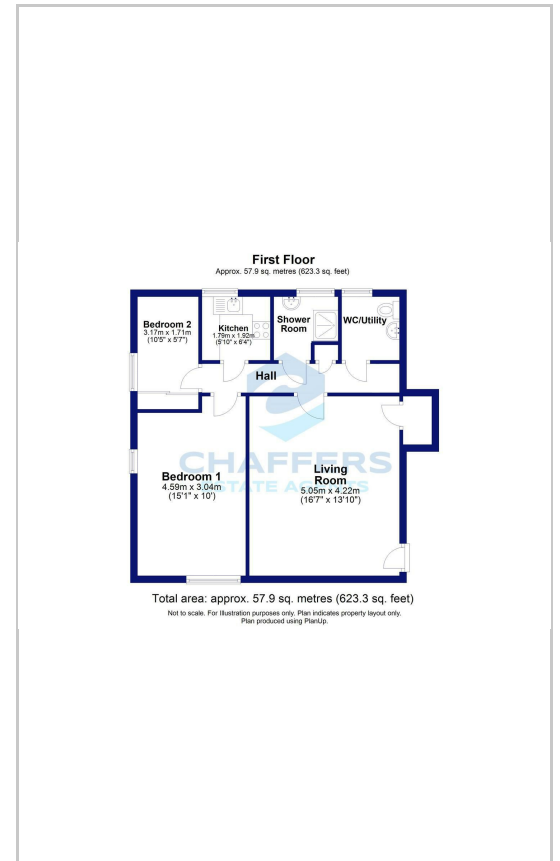 First Floor
Approx. 57.9 sq. metres (623.3 sq. feet)
Bedroom 2
3.17m x 1.71m
(10'5" x 5'7")
Kitchen
1.79m x 1.92m
(5'10" x 6'4")
Shower
Room
WC/Utility
Hall
CHAFFERS
ESTATE AGENTS
Bedroom 1
4.59m x 3.04m
(15'1" x 10')
Living
Room
5.05m x 4.22m
(16'7" x 13'10")
Total area: approx. 57.9 sq. metres (623.3 sq. feet)
Not to scale. For Illustration purposes only. Plan indicates property layout only.
Plan produced using PlanUp.